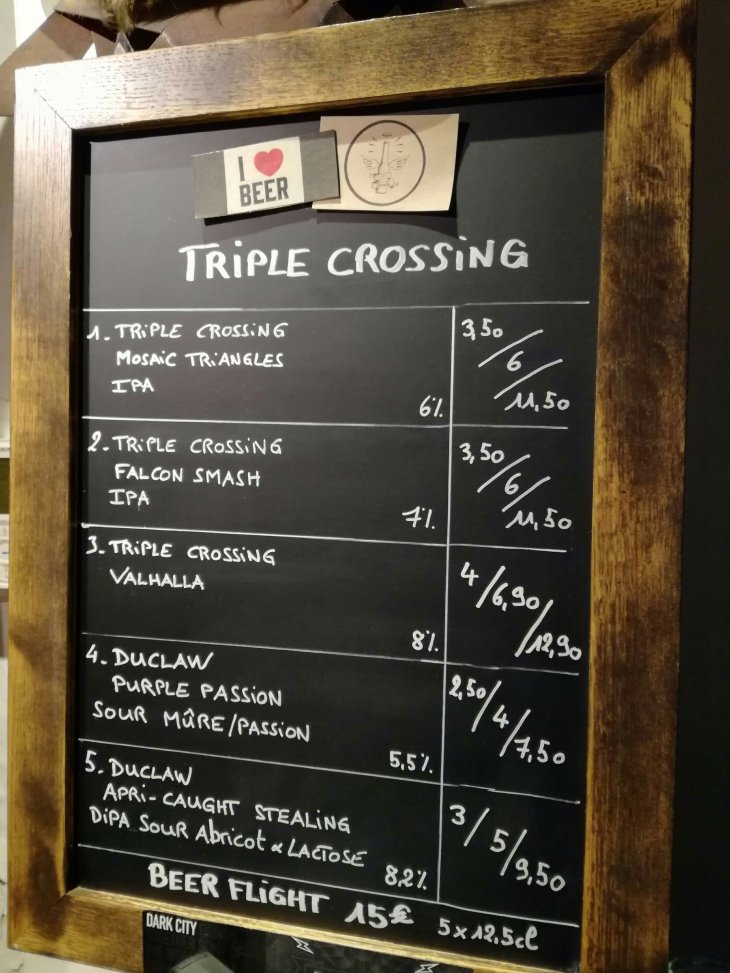 I ❤ BEER
TRiPLE CROSSiNG
1. TRiPLE CROSSiNG
MOSAiC TRiANGLES
IPA
6%
3,50/6/11,50
2. TRiPLE CROSSiNG
FALCON SMASH
IPA
7%
3,50/6/11,50
3. TRiPLE CROSSiNG
VALHALLA
8%
4/6,90/12,90
4. DUCLAW
PURPLE PASSiON
SOUR MÛRE/PASSiON
5,5%
2,50/4/7,50
5. DUCLAW
APRi-CAUGHT STEALiNG
DiPA SOUR Abricot & LACTOSE
8,2%
3/5/9,50
BEER FLiGHT 15€ 5 x 12,5cl
DARK CITY